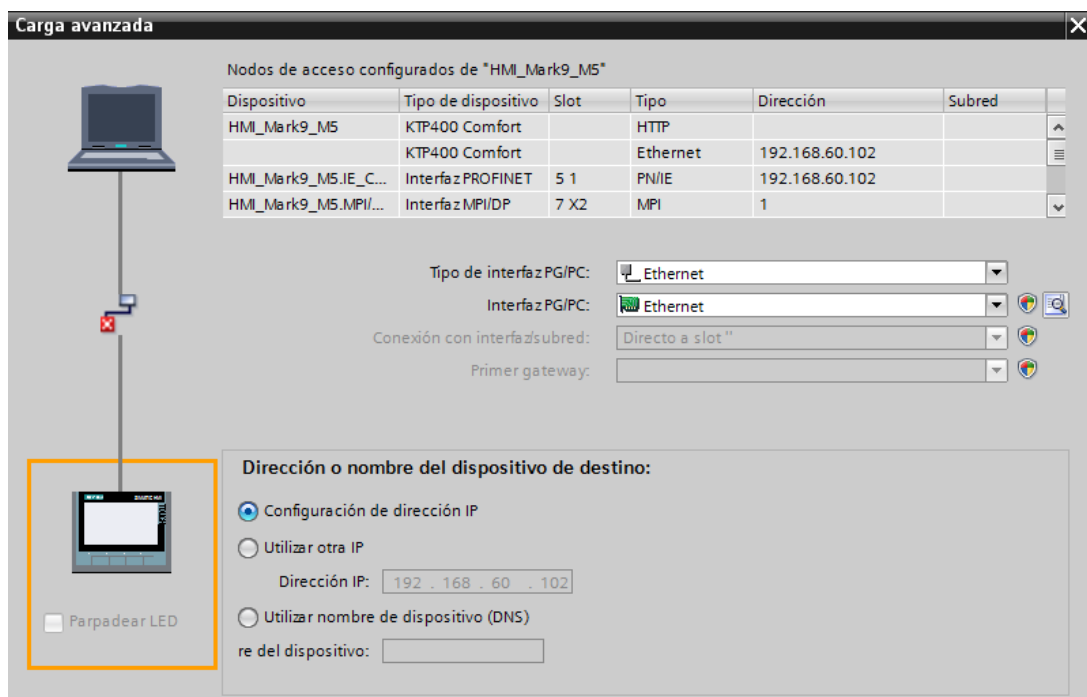 Carga avanzada
Nodos de acceso configurados de "HMI_Mark9_M5"
Dispositivo Tipo de dispositivo Slot Tipo Dirección Subred
HMI_Mark9_M5 KTP400 Comfort HTTP
KTP400 Comfort Ethernet 192.168.60.102
HMI_Mark9_M5.IE_C... Interfaz PROFINET 5 1 PN/IE 192.168.60.102
HMI_Mark9_M5.MPI/... Interfaz MPI/DP 7 X2 MPI 1
Tipo de interfaz PG/PC: Ethernet
Interfaz PG/PC: Ethernet
Conexión con interfaz/subred: Directo a slot ''
Primer gateway:
Dirección o nombre del dispositivo de destino:
Configuración de dirección IP
Utilizar otra IP
Dirección IP: 192 . 168 . 60 . 102
Utilizar nombre de dispositivo (DNS)
re del dispositivo:
SIMATIC HMI
TOUCH
Parpadear LED